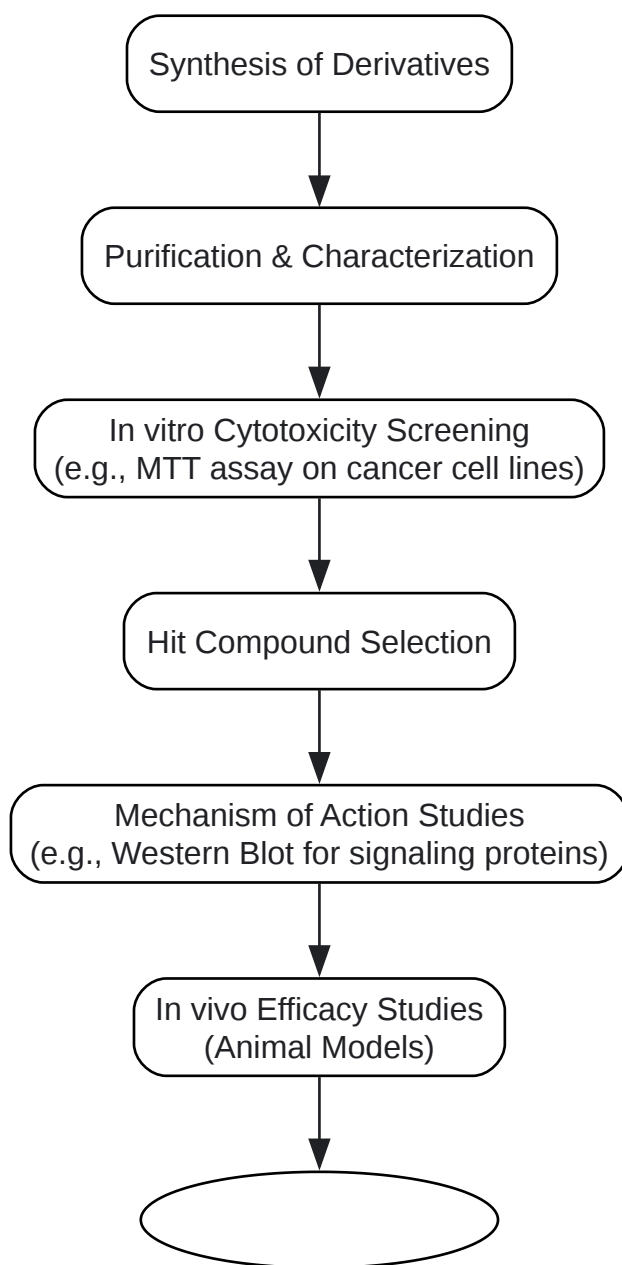 Synthesis of Derivatives
Purification & Characterization
In vitro Cytotoxicity Screening
(e.g., MTT assay on cancer cell lines)
Hit Compound Selection
Mechanism of Action Studies
(e.g., Western Blot for signaling proteins)
In vivo Efficacy Studies
(Animal Models)